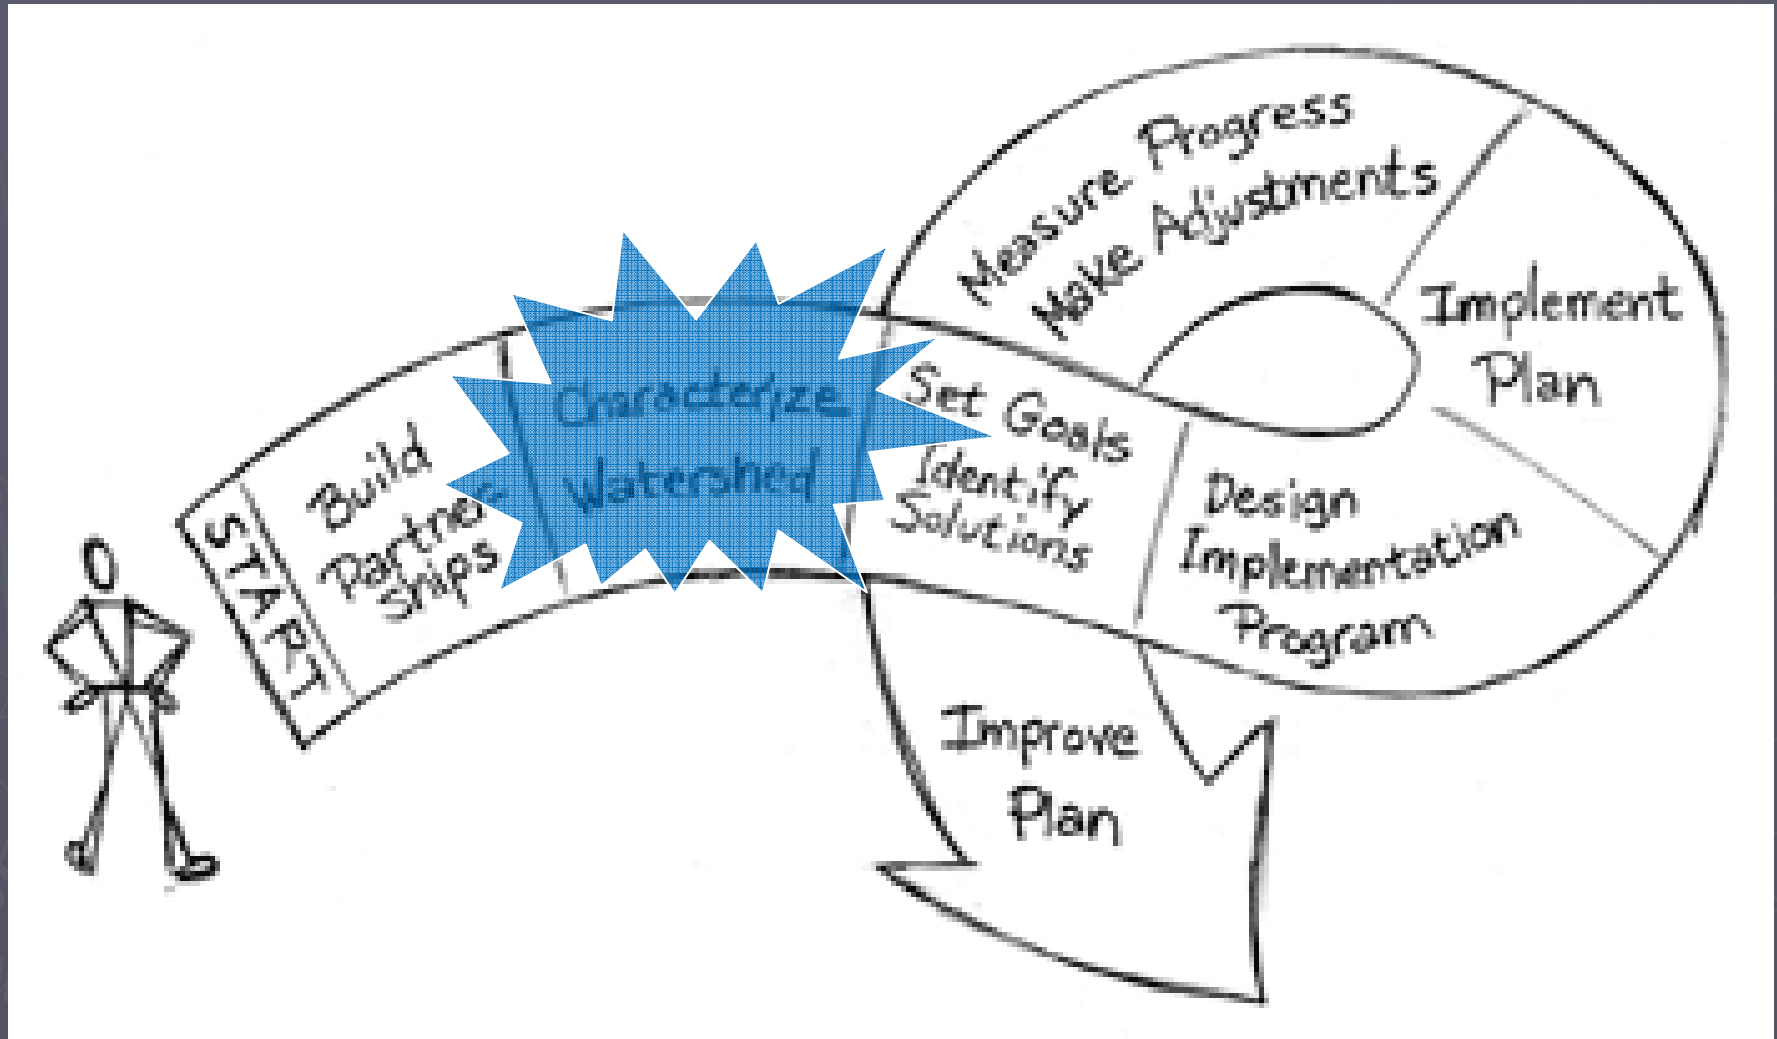 START
Build
Partner
ships
Characterize
Watershed
Set Goals
Identify
Solutions
Design
Implementation
Program
Implement
Plan
Measure Progress
Make Adjustments
Improve
Plan